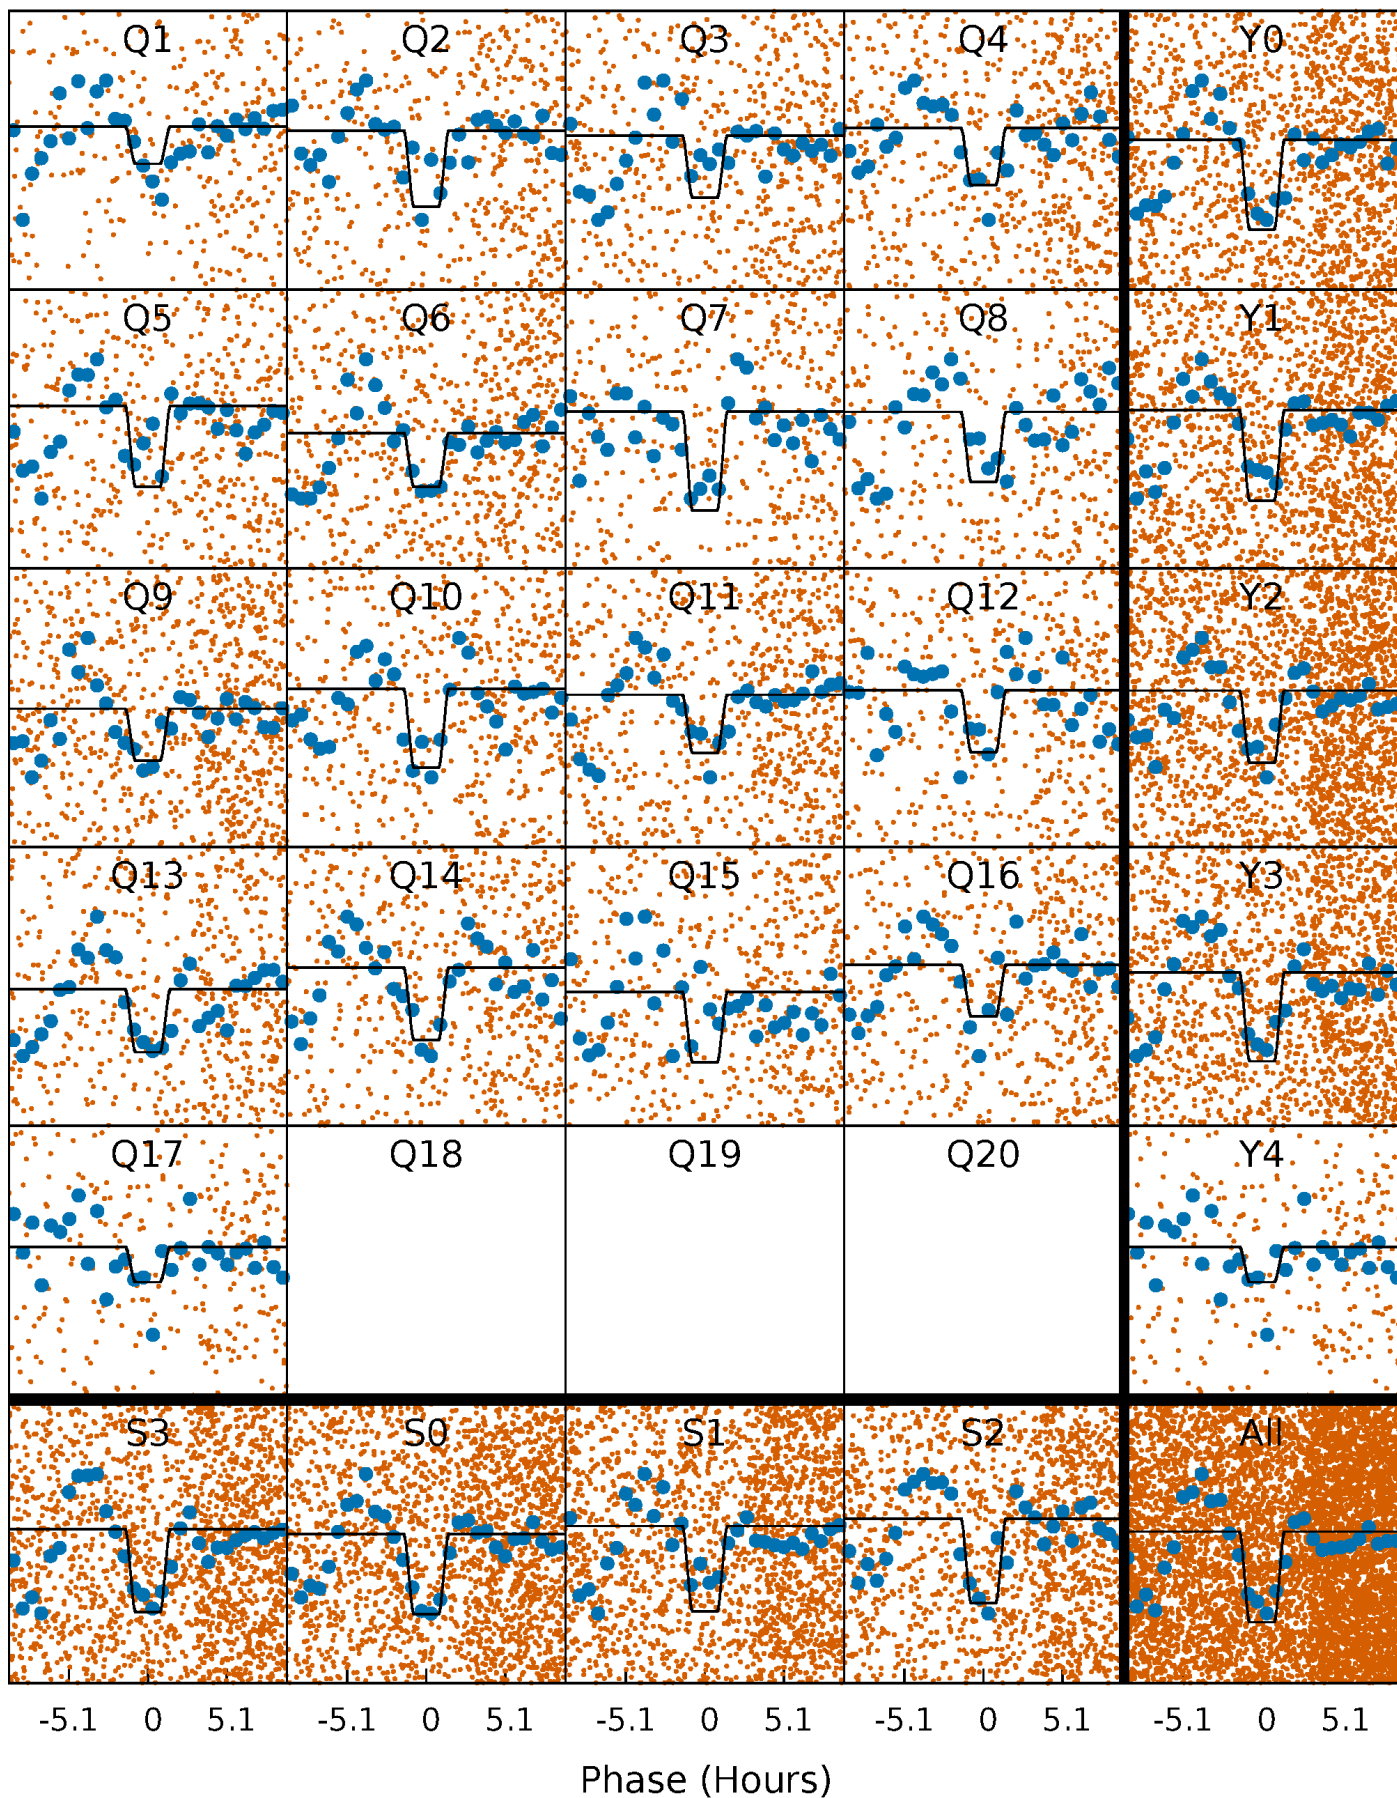 Q1 Q2 Q3 Q4 Y0
Q5 Q6 Q7 Q8 Y1
Q9 Q10 Q11 Q12 Y2
Q13 Q14 Q15 Q16 Y3
Q17 Q18 Q19 Q20 Y4
S3 S0 S1 S2 All
-5.1 0 5.1 -5.1 0 5.1 -5.1 0 5.1 -5.1 0 5.1 -5.1 0 5.1
Phase (Hours)